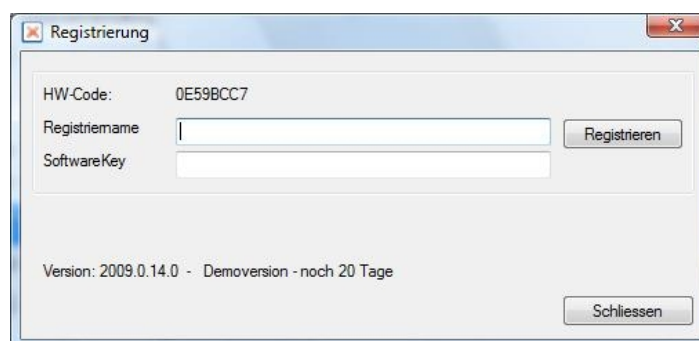 Registrierung
HW-Code: 0E59BCC7
Registriername
Registrieren
SoftwareKey
Version: 2009.0.14.0 - Demoversion - noch 20 Tage
Schliessen